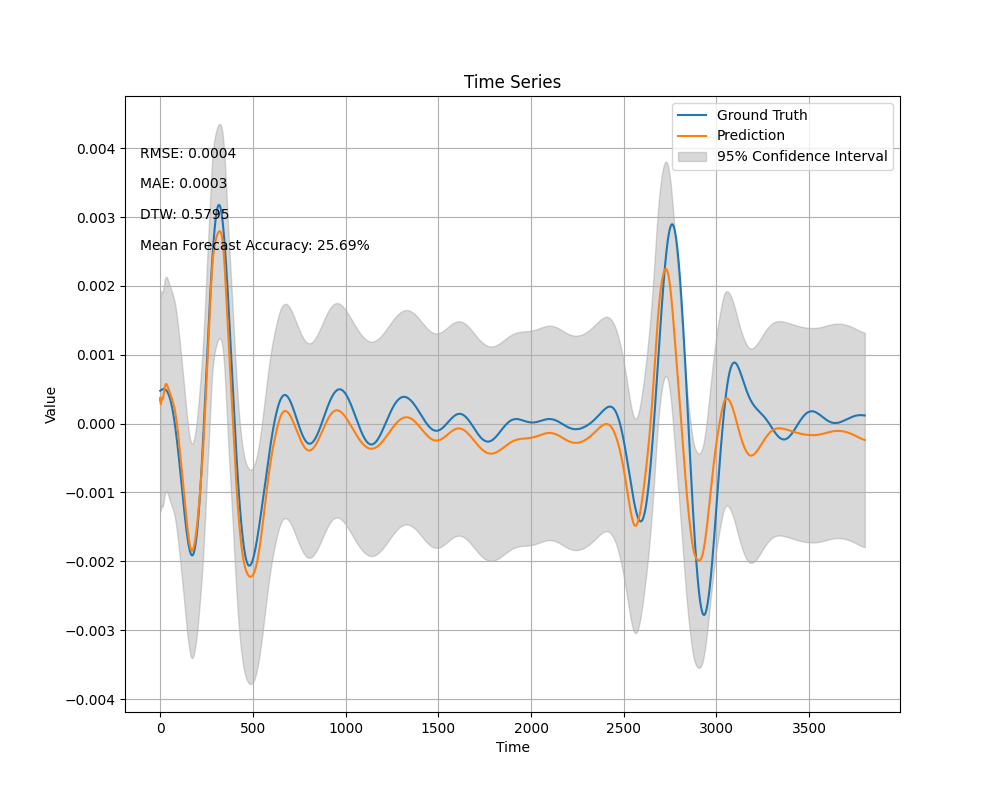 Time Series
Ground Truth
Prediction
95% Confidence Interval
RMSE: 0.0004
MAE: 0.0003
DTW: 0.5795
Mean Forecast Accuracy: 25.69%
0.004
0.003
0.002
0.001
0.000
−0.001
−0.002
−0.003
−0.004
Value
0 500 1000 1500 2000 2500 3000 3500
Time